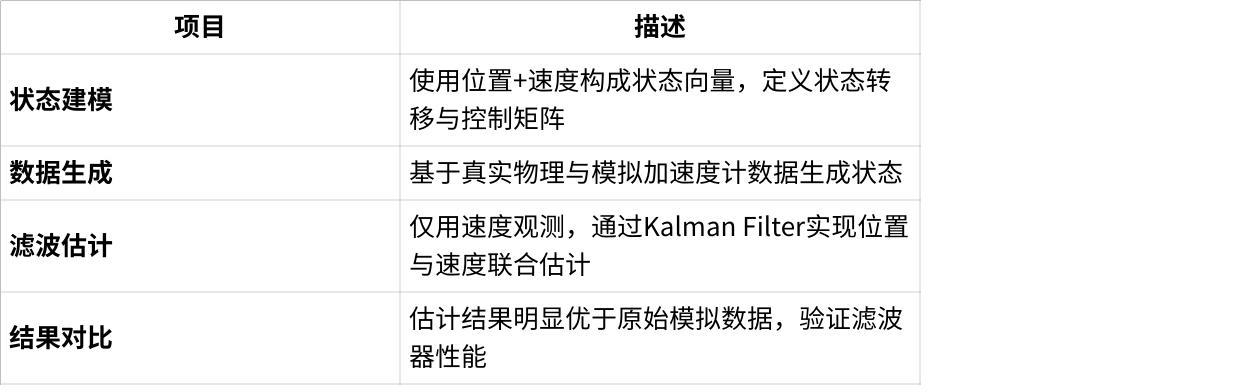 项目
描述
状态建模
使用位置+速度构成状态向量，定义状态转
移与控制矩阵
数据生成
基于真实物理与模拟加速度计数据生成状态
滤波估计
仅用速度观测，通过Kalman Filter实现位置
与速度联合估计
结果对比
估计结果明显优于原始模拟数据，验证滤波
器性能